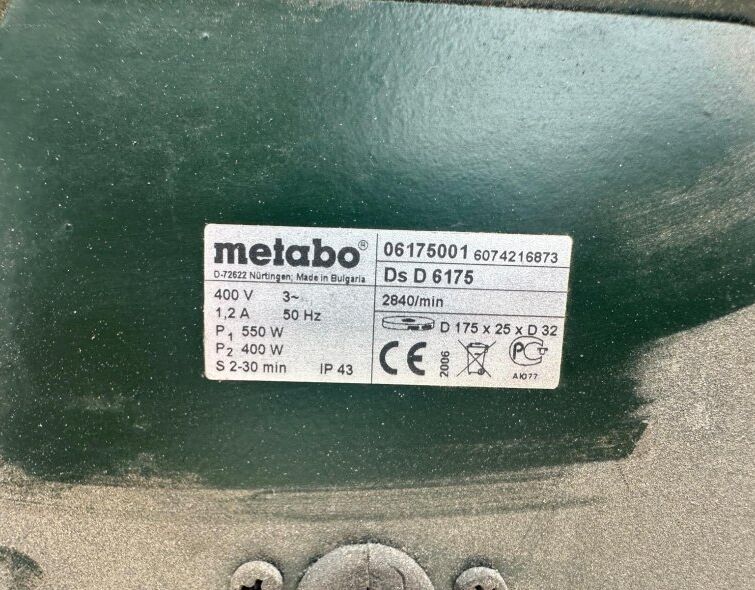 metabo®
D-72622 Nürtingen; Made in Bulgaria
400 V 3~
1,2 A 50 Hz
P1 550 W
P2 400 W
S 2-30 min IP 43
06175001 6074216873
Ds D 6175
2840/min
D 175 x 25 x D 32
CE 2006 PG